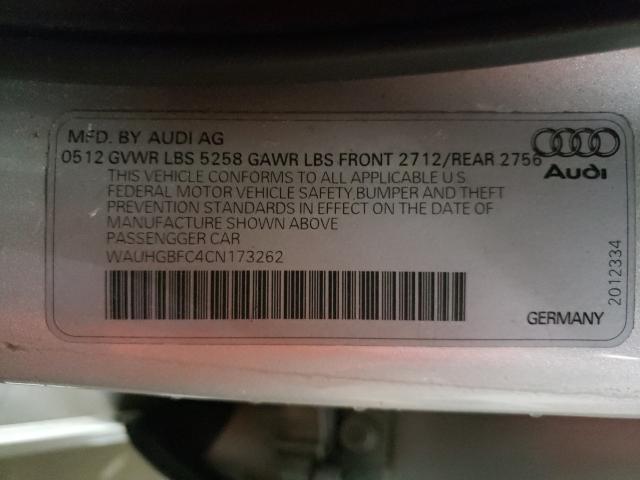 MFD. BY AUDI AG
0512 GVWR LBS 5258 GAWR LBS FRONT 2712/REAR 2756
Audi
THIS VEHICLE CONFORMS TO ALL APPLICABLE U.S
FEDERAL MOTOR VEHICLE SAFETY,BUMPER AND THEFT
PREVENTION STANDARDS IN EFFECT ON THE DATE OF
MANUFACTURE SHOWN ABOVE
PASSENGGER CAR
WAUHGBFC4CN173262
2012334
GERMANY